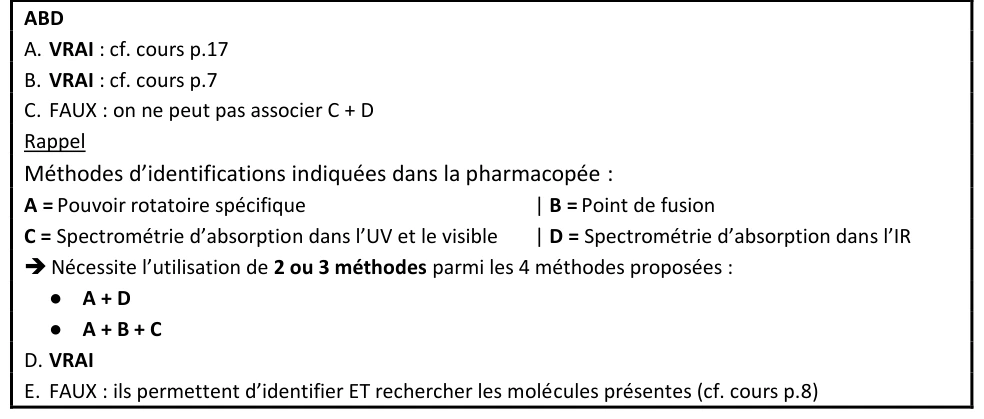 ABD
A. VRAI : cf. cours p.17
B. VRAI : cf. cours p.7
C. FAUX : on ne peut pas associer C + D
Rappel
Méthodes d’identifications indiquées dans la pharmacopée :
A = Pouvoir rotatoire spécifique | B = Point de fusion
C = Spectrométrie d’absorption dans l’UV et le visible | D = Spectrométrie d’absorption dans l’IR
➔ Nécessite l’utilisation de 2 ou 3 méthodes parmi les 4 méthodes proposées :
● A + D
● A + B + C
D. VRAI
E. FAUX : ils permettent d’identifier ET rechercher les molécules présentes (cf. cours p.8)